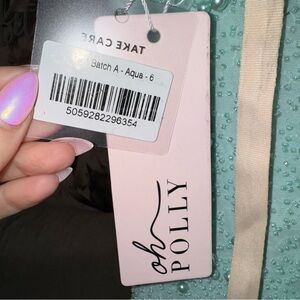 TAKE CARE
Batch A - Aqua - 6
5059282296354
oh
POLLY